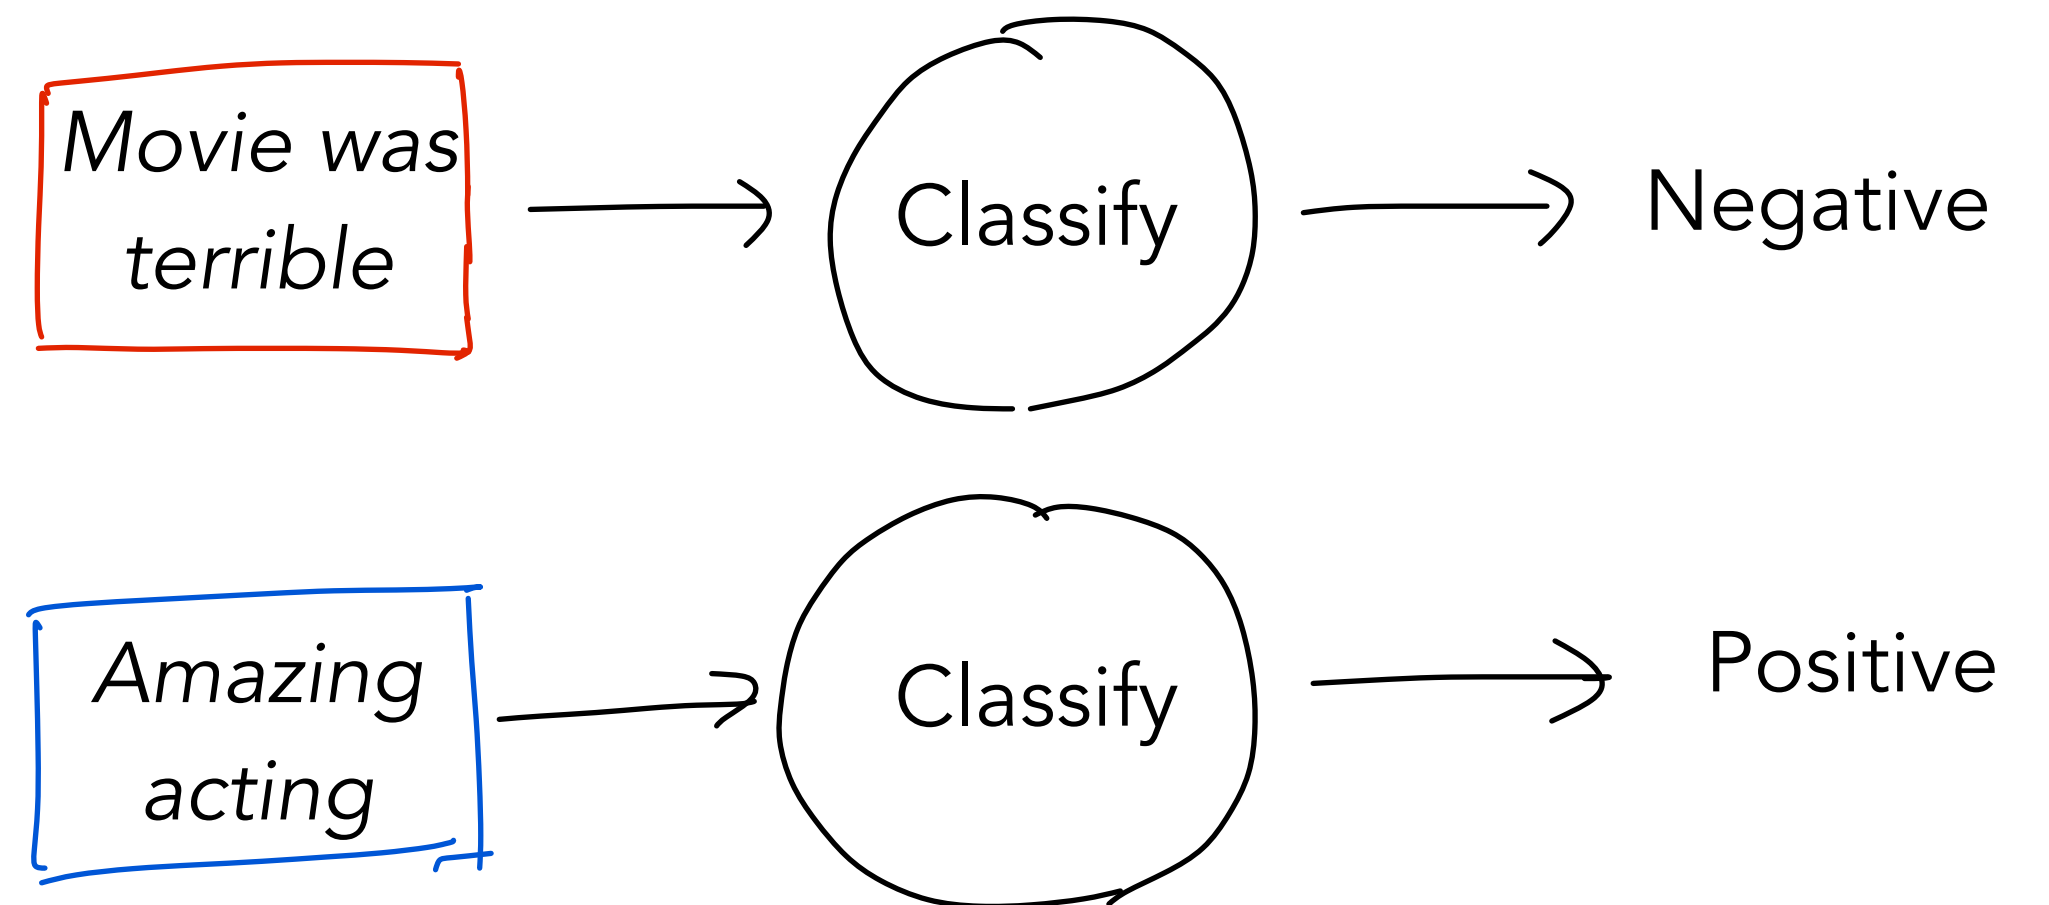 Movie was
terrible
Classify
Negative
Amazing
acting
Classify
Positive